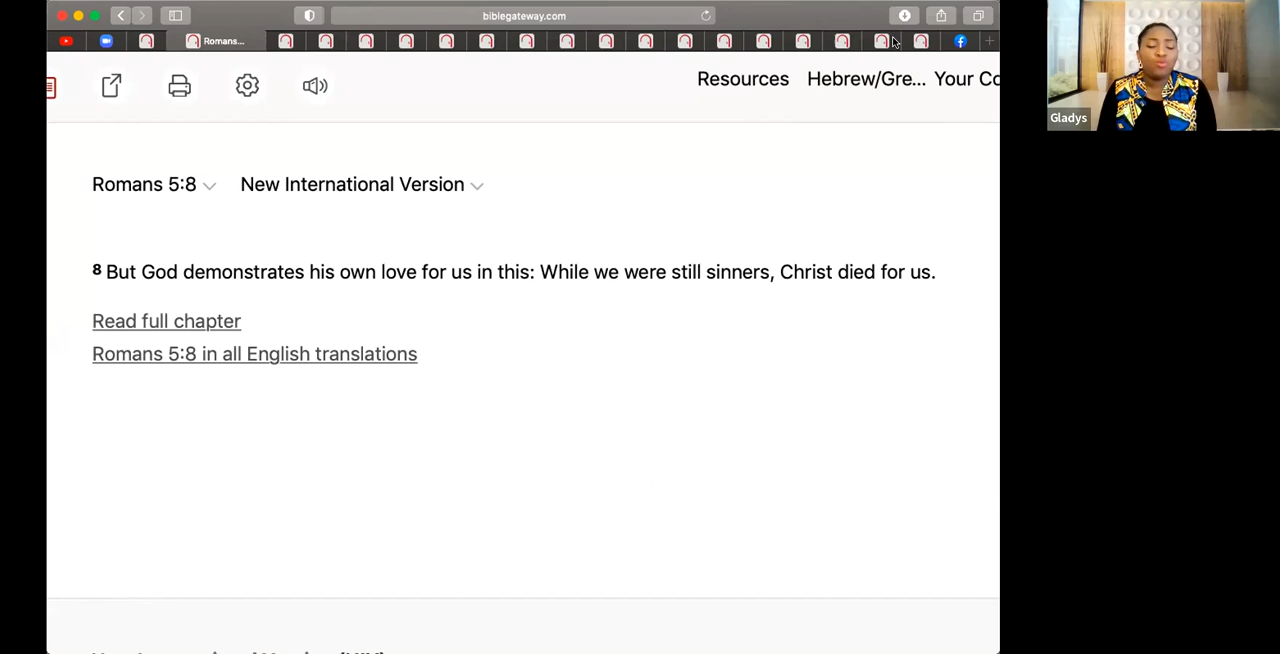 biblegateway.com
Romans...
Resources Hebrew/Gre... Your Co
Gladys
Romans 5:8 New International Version
8 But God demonstrates his own love for us in this: While we were still sinners, Christ died for us.
Read full chapter
Romans 5:8 in all English translations